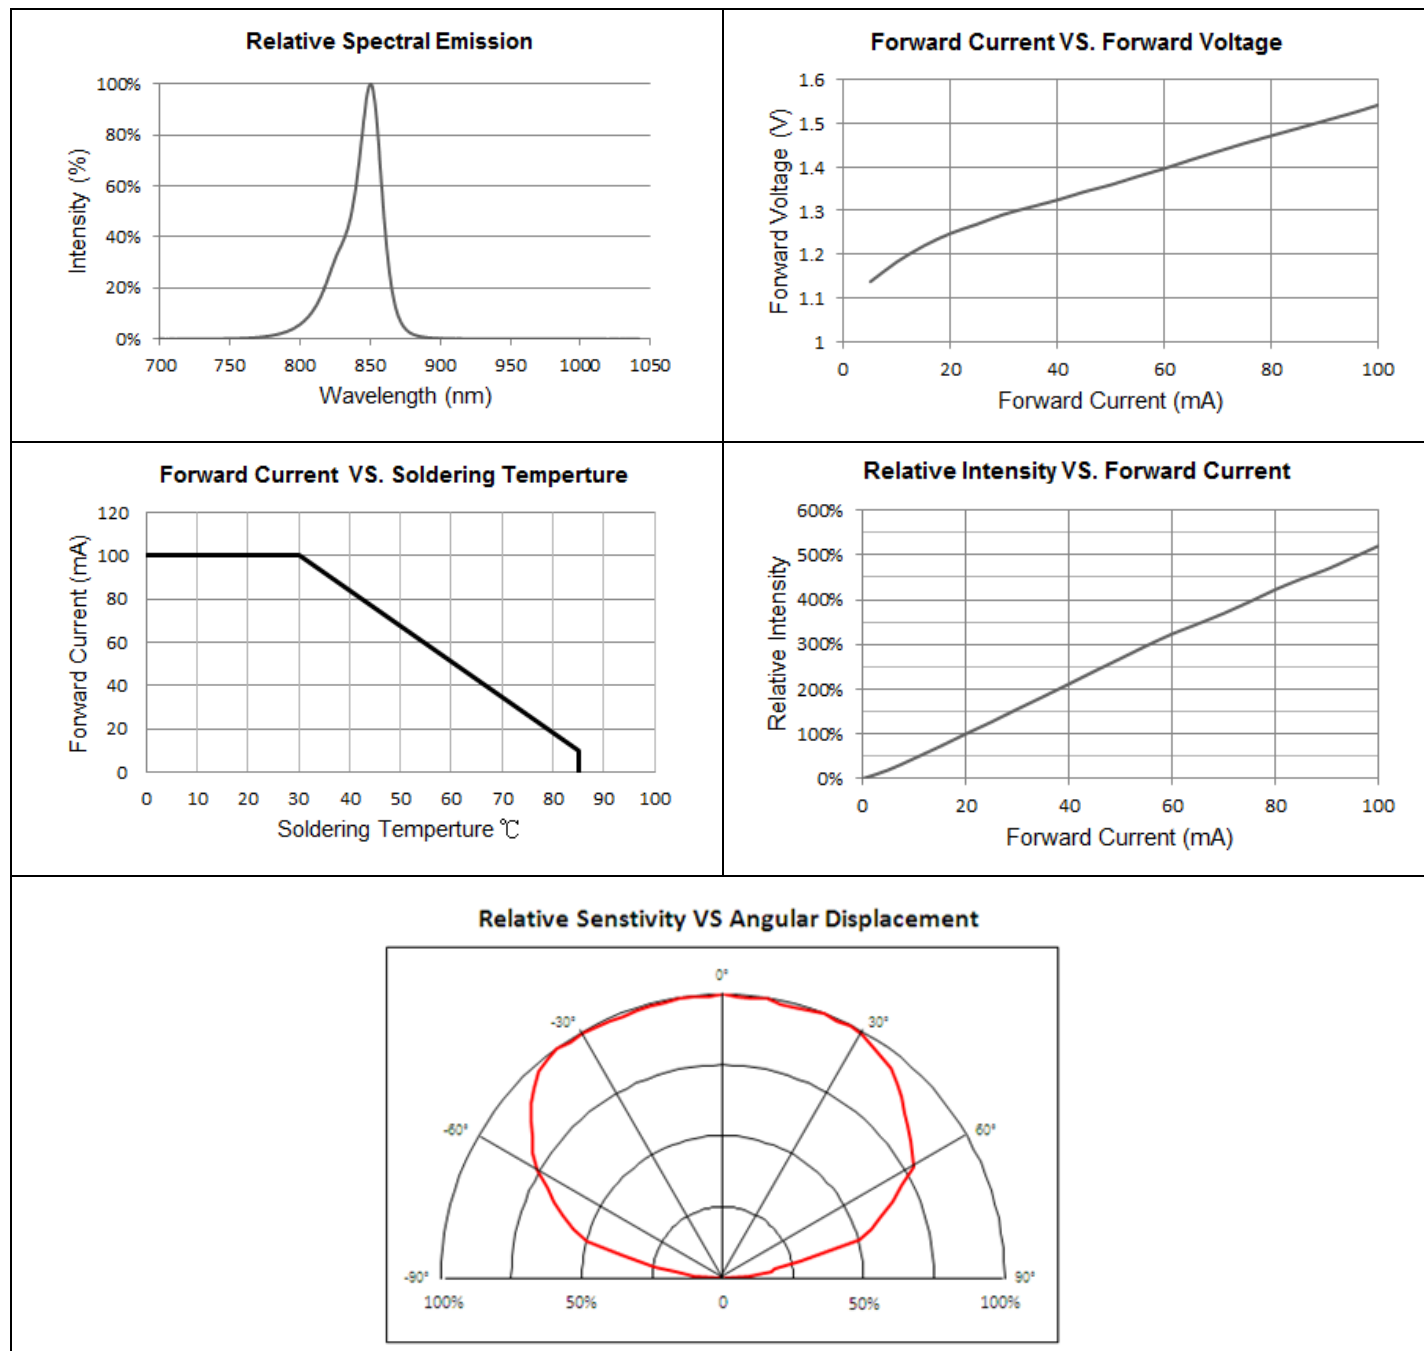 Relative Spectral Emission
100%
80%
60%
40%
20%
0%
Intensity (%)
700 750 800 850 900 950 1000 1050
Wavelength (nm)
Forward Current VS. Forward Voltage
1.6
1.5
1.4
1.3
1.2
1.1
1
Forward Voltage (V)
0 20 40 60 80 100
Forward Current (mA)
Forward Current VS. Soldering Temperture
120
100
80
60
40
20
0
Forward Current (mA)
0 10 20 30 40 50 60 70 80 90 100
Soldering Temperture ℃
Relative Intensity VS. Forward Current
600%
500%
400%
300%
200%
100%
0%
Relative Intensity
0 20 40 60 80 100
Forward Current (mA)
Relative Senstivity VS Angular Displacement
0°
-30° 30°
-60° 60°
-90° 90°
100% 50% 0 50% 100%